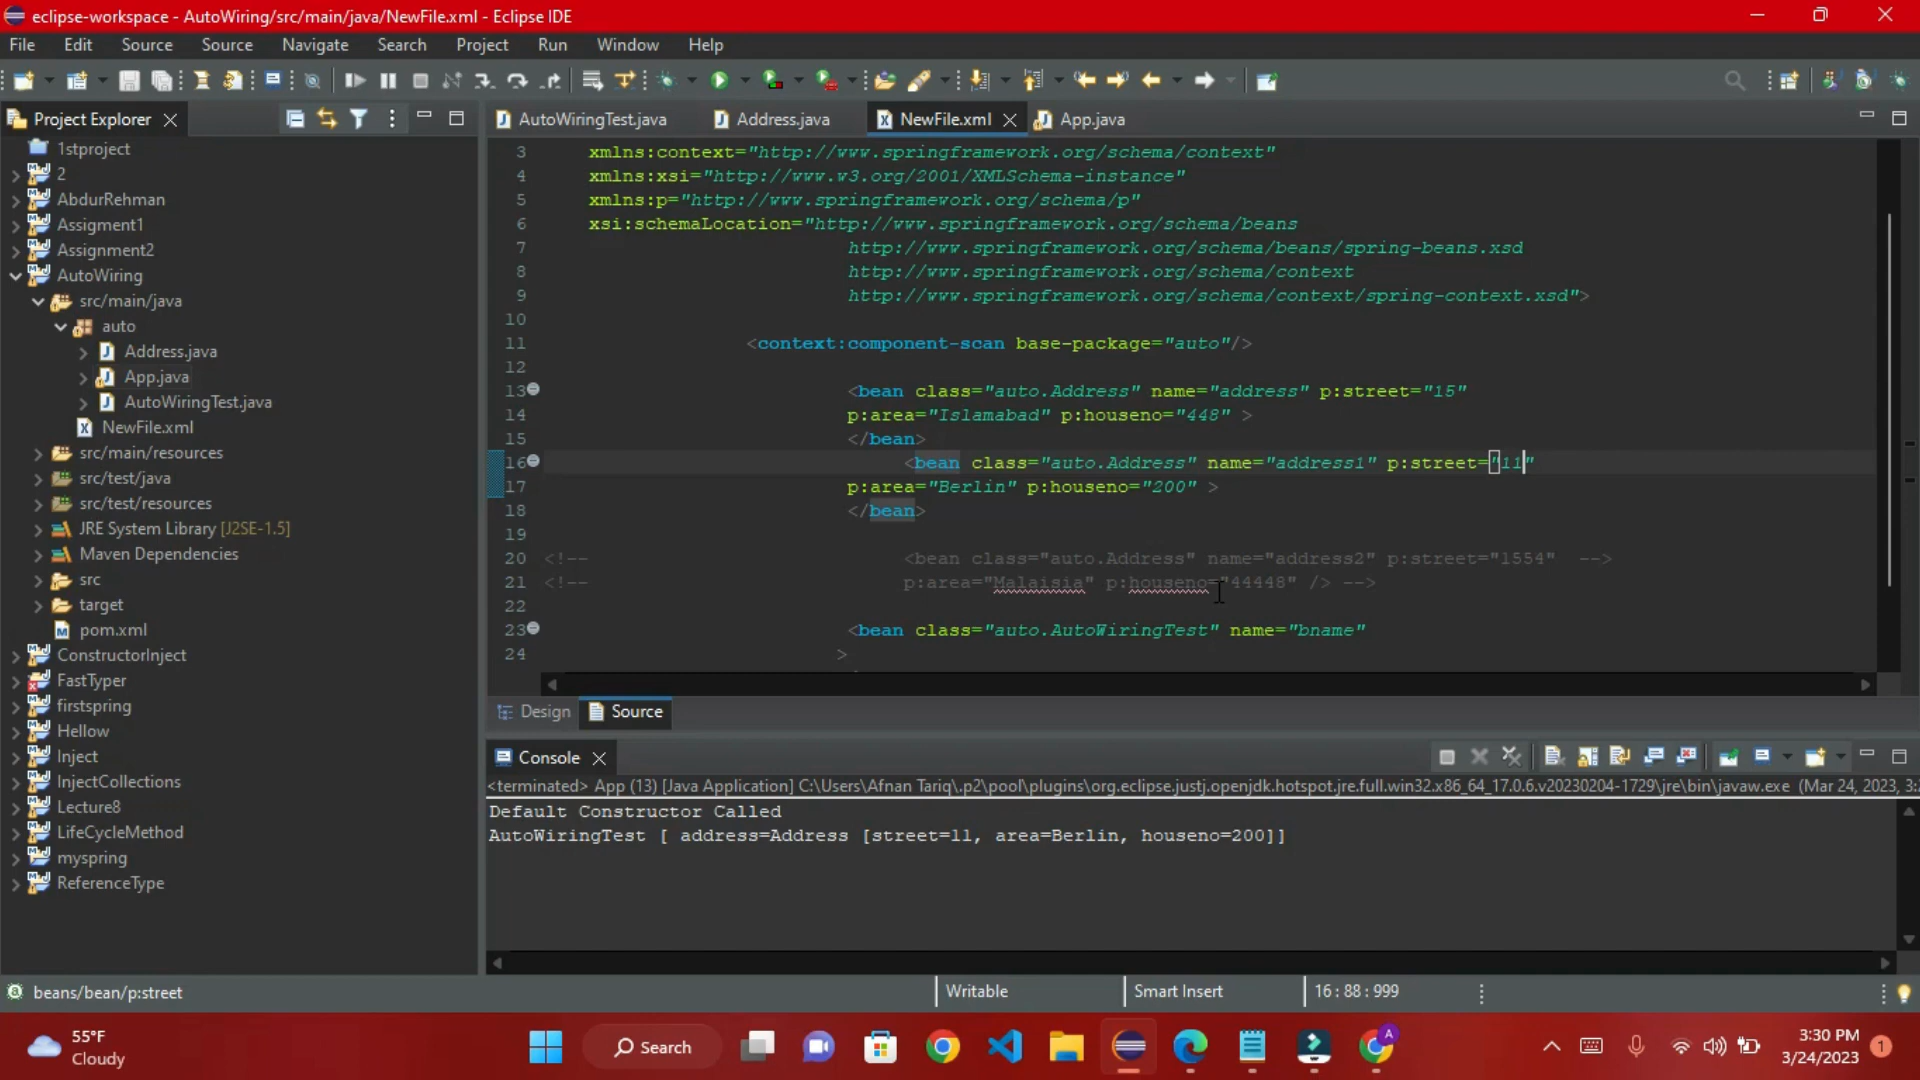 eclipse-workspace - AutoWiring/src/main/java/NewFile.xml - Eclipse IDE
File Edit Source Source Navigate Search Project Run Window Help
Project Explorer
1stproject
2
AbdurRehman
Assigment1
Assignment2
AutoWiring
src/main/java
auto
Address.java
App.java
AutoWiringTest.java
NewFile.xml
src/main/resources
src/test/java
src/test/resources
JRE System Library [J2SE-1.5]
Maven Dependencies
src
target
pom.xml
ConstructorInject
FastTyper
firstspring
Hellow
Inject
InjectCollections
Lecture8
LifeCycleMethod
myspring
ReferenceType
AutoWiringTest.java Address.java NewFile.xml App.java
3 xmlns:context="http://www.springframework.org/schema/context"
4 xmlns:xsi="http://www.w3.org/2001/XMLSchema-instance"
5 xmlns:p="http://www.springframework.org/schema/p"
6 xsi:schemaLocation="http://www.springframework.org/schema/beans
7 http://www.springframework.org/schema/beans/spring-beans.xsd
8 http://www.springframework.org/schema/context
9 http://www.springframework.org/schema/context/spring-context.xsd">
10
11 <context:component-scan base-package="auto"/>
12
13 <bean class="auto.Address" name="address" p:street="15"
14 p:area="Islamabad" p:houseno="448" >
15 </bean>
16 <bean class="auto.Address" name="address1" p:street="11"
17 p:area="Berlin" p:houseno="200" >
18 </bean>
19
20 <!-- <bean class="auto.Address" name="address2" p:street="1554" -->
21 <!-- p:area="Malaisia" p:houseno="44448" /> -->
22
23 <bean class="auto.AutoWiringTest" name="bname"
24 >
Design Source
Console
<terminated> App (13) [Java Application] C:\Users\Afnan Tariq\.p2\pool\plugins\org.eclipse.justj.openjdk.hotspot.jre.full.win32.x86_64_17.0.6.v20230204-1729\jre\bin\javaw.exe (Mar 24, 2023, 3:
Default Constructor Called
AutoWiringTest [ address=Address [street=11, area=Berlin, houseno=200]]
beans/bean/p:street Writable Smart Insert 16 : 88 : 999
55°F
Cloudy
Search
A
3:30 PM
3/24/2023
1